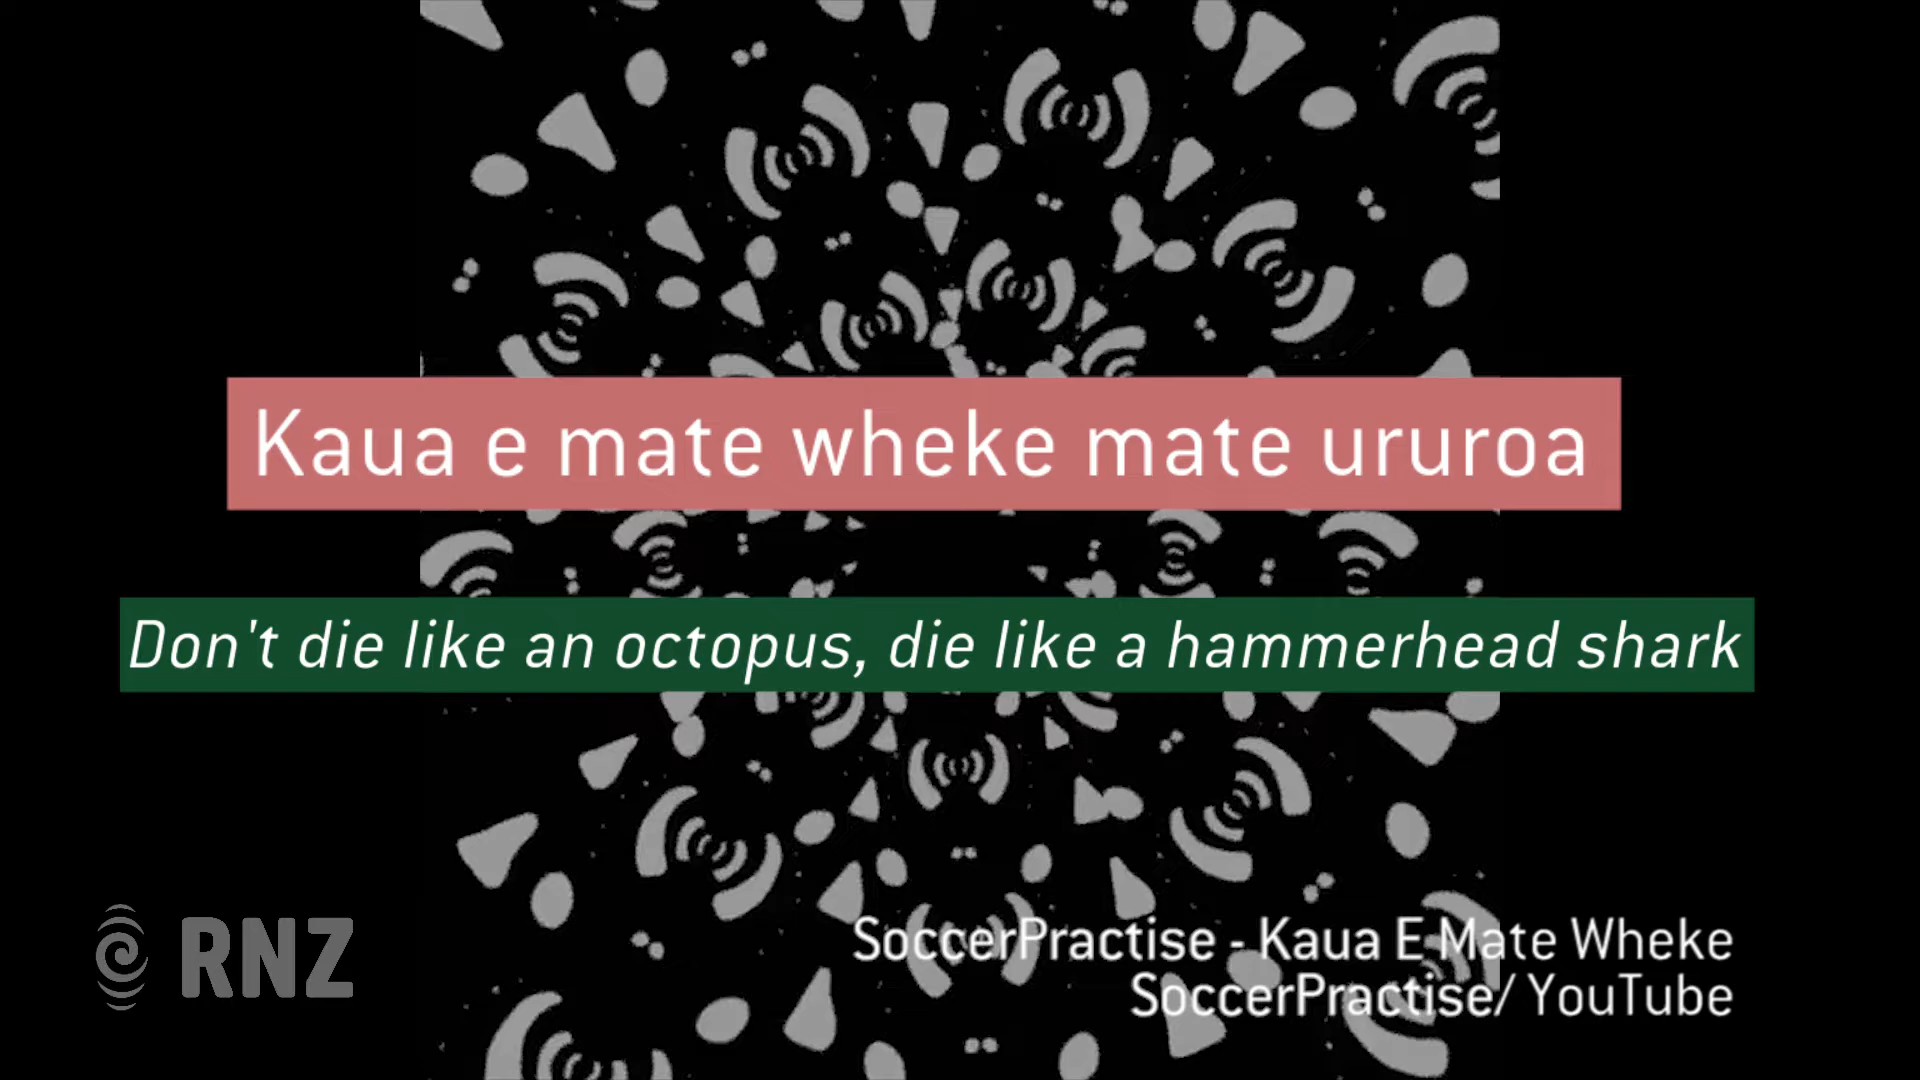 Kaua e mate wheke mate ururoa
Don't die like an octopus, die like a hammerhead shark
RNZ
SoccerPractise - Kaua E Mate Wheke
SoccerPractise/ YouTube